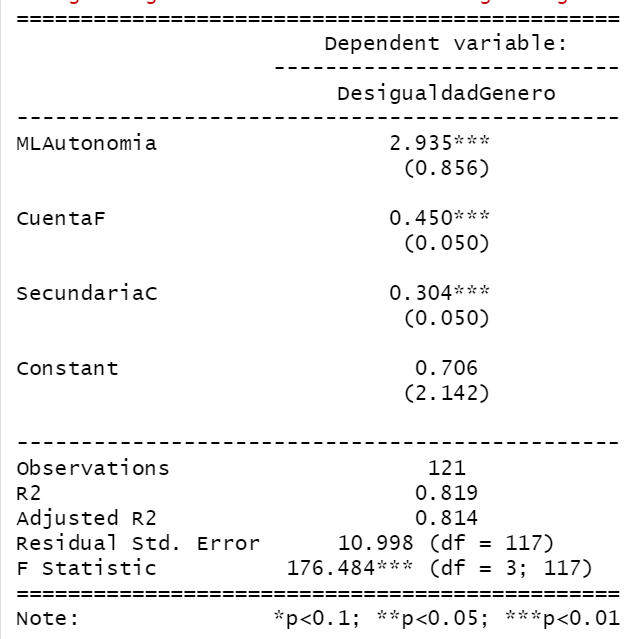 =================================================
Dependent variable:
---------------------------
DesigualdadGenero
-------------------------------------------------
MLAutonomia 2.935***
(0.856)
CuentaF 0.450***
(0.050)
SecundariaC 0.304***
(0.050)
Constant 0.706
(2.142)
-------------------------------------------------
Observations 121
R2 0.819
Adjusted R2 0.814
Residual Std. Error 10.998 (df = 117)
F Statistic 176.484*** (df = 3; 117)
=================================================
Note: *p<0.1; **p<0.05; ***p<0.01